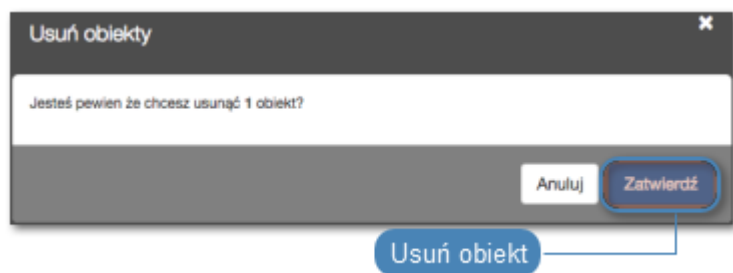 Usuń obiekty
Jesteś pewien że chcesz usunąć 1 obiekt?
Anuluj Zatwierdź
Usuń obiekt